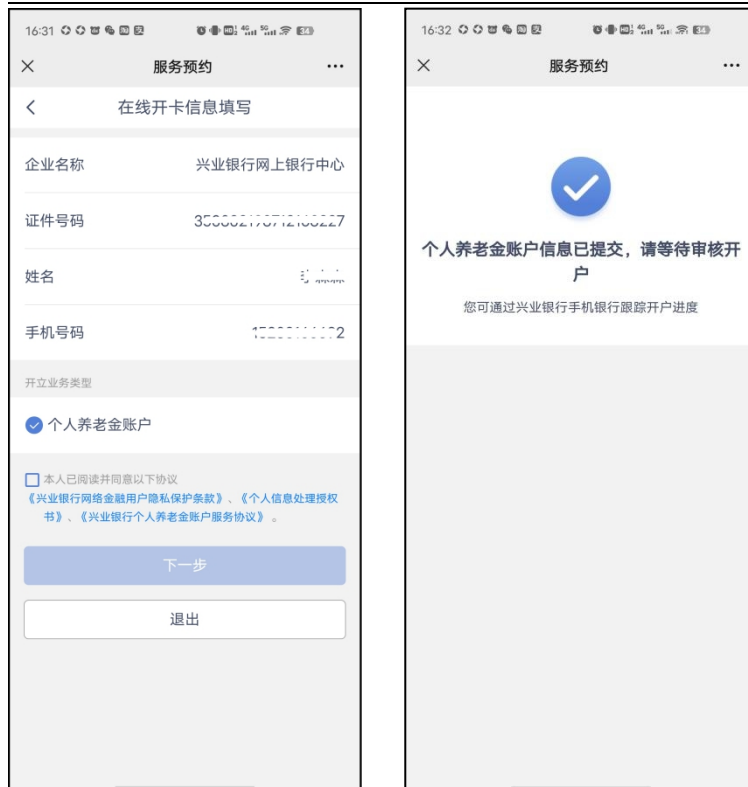 16:31
服务预约
在线开卡信息填写
企业名称 兴业银行网上银行中心
证件号码
姓名
手机号码
开立业务类型
个人养老金账户
本人已阅读并同意以下协议
《兴业银行网络金融用户隐私保护条款》、《个人信息处理授权
书》、《兴业银行个人养老金账户服务协议》。
下一步
退出
16:32
服务预约
个人养老金账户信息已提交，请等待审核开
户
您可通过兴业银行手机银行跟踪开户进度